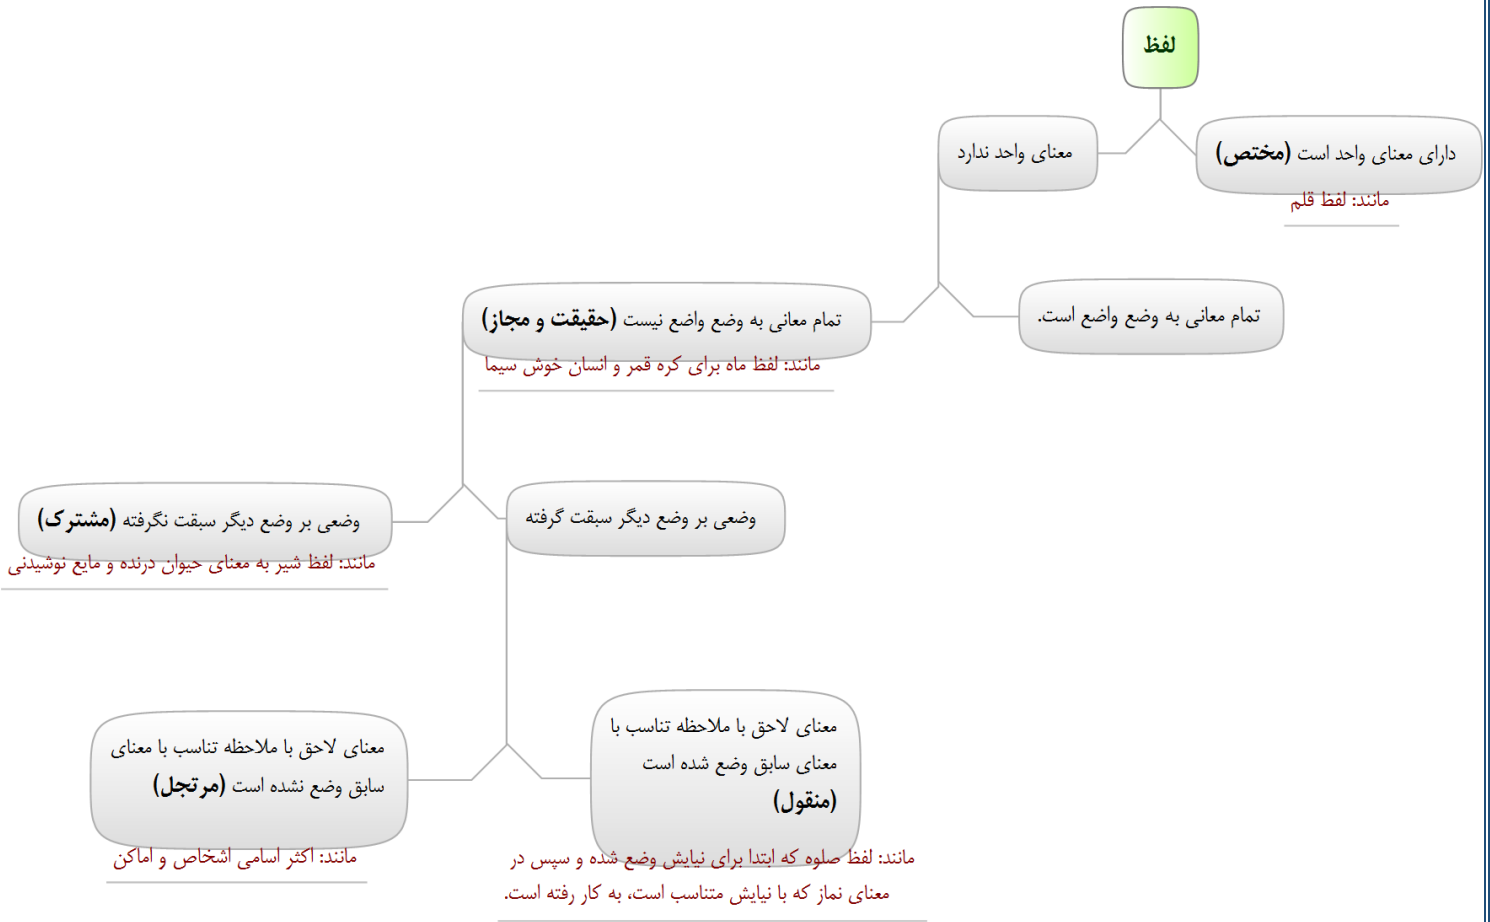 لفظ
دارای معنای واحد است (مختص)
مانند: لفظ قلم
معنای واحد ندارد
تمام معانی به وضع واضع است.
تمام معانی به وضع واضع نیست (حقیقت و مجاز)
مانند: لفظ ماه برای کره قمر و انسان خوش سیما
وضعی بر وضع دیگر سبقت گرفته
وضعی بر وضع دیگر سبقت نگرفته (مشترک)
مانند: لفظ شیر به معنای حیوان درنده و مایع نوشیدنی
معنای لاحق با ملاحظه تناسب با
معنای سابق وضع شده است
(منقول)
مانند: لفظ صلوه که ابتدا برای نیایش وضع شده و سپس در
معنای نماز که با نیایش متناسب است، به کار رفته است.
معنای لاحق با ملاحظه تناسب با معنای
سابق وضع نشده است (مرتجل)
مانند: اکثر اسامی اشخاص و اماکن